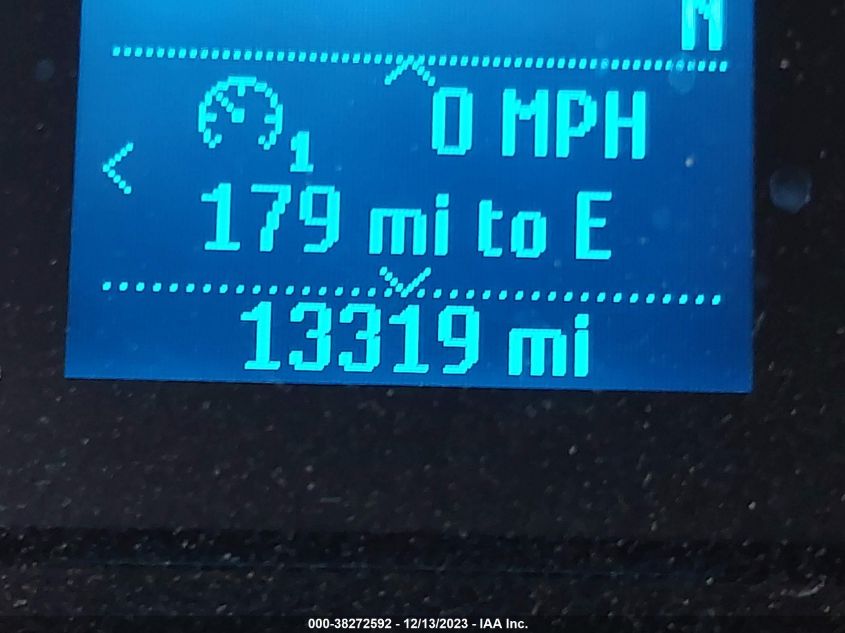 N
0 MPH
1
179 mi to E
13319 mi
000-38272592 - 12/13/2023 - IAA Inc.